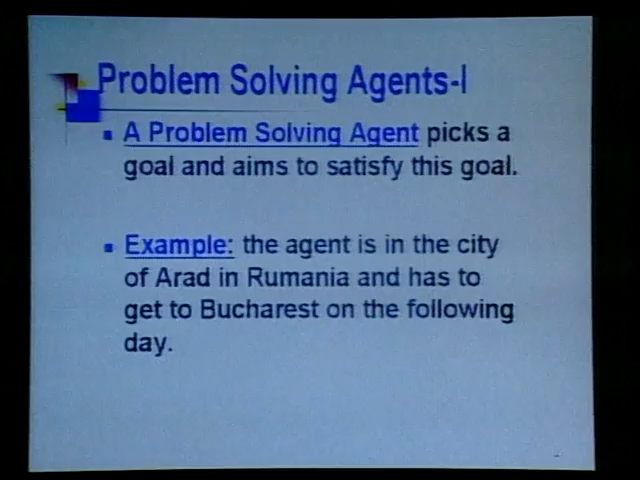 Problem Solving Agents-I
A Problem Solving Agent picks a
goal and aims to satisfy this goal.
Example: the agent is in the city
of Arad in Rumania and has to
get to Bucharest on the following
day.